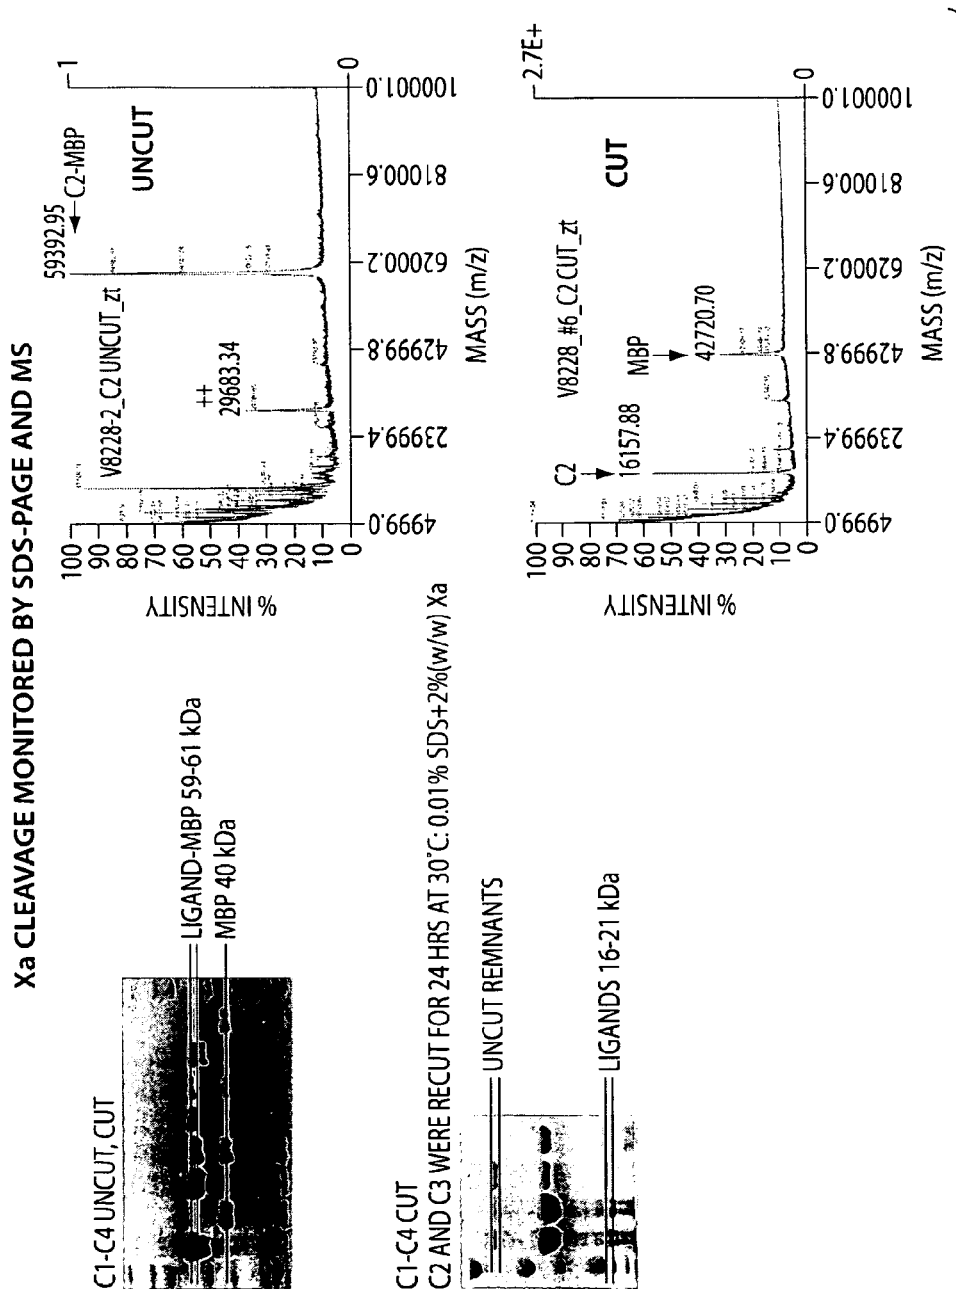 Xa CLEAVAGE MONITORED BY SDS-PAGE AND MS
C1-C4 UNCUT, CUT
LIGAND-MBP 59-61 kDa
MBP 40 kDa
C1-C4 CUT
C2 AND C3 WERE RECUT FOR 24 HRS AT 30°C: 0.01% SDS+2%(w/w) Xa
UNCUT REMNANTS
LIGANDS 16-21 kDa
59392.95
C2-MBP
UNCUT
V8228-2_C2 UNCUT_zt
++
29683.34
1
0
100
90
80
70
60
50
40
30
20
10
0
% INTENSITY
4999.0
23999.4
42999.8
62000.2
81000.6
100001.0
MASS (m/z)
CUT
V8228_#6_C2 CUT_zt
C2
16157.88
MBP
42720.70
2.7E+
0
100
90
80
70
60
50
40
30
20
10
0
% INTENSITY
4999.0
23999.4
42999.8
62000.2
81000.6
100001.0
MASS (m/z)